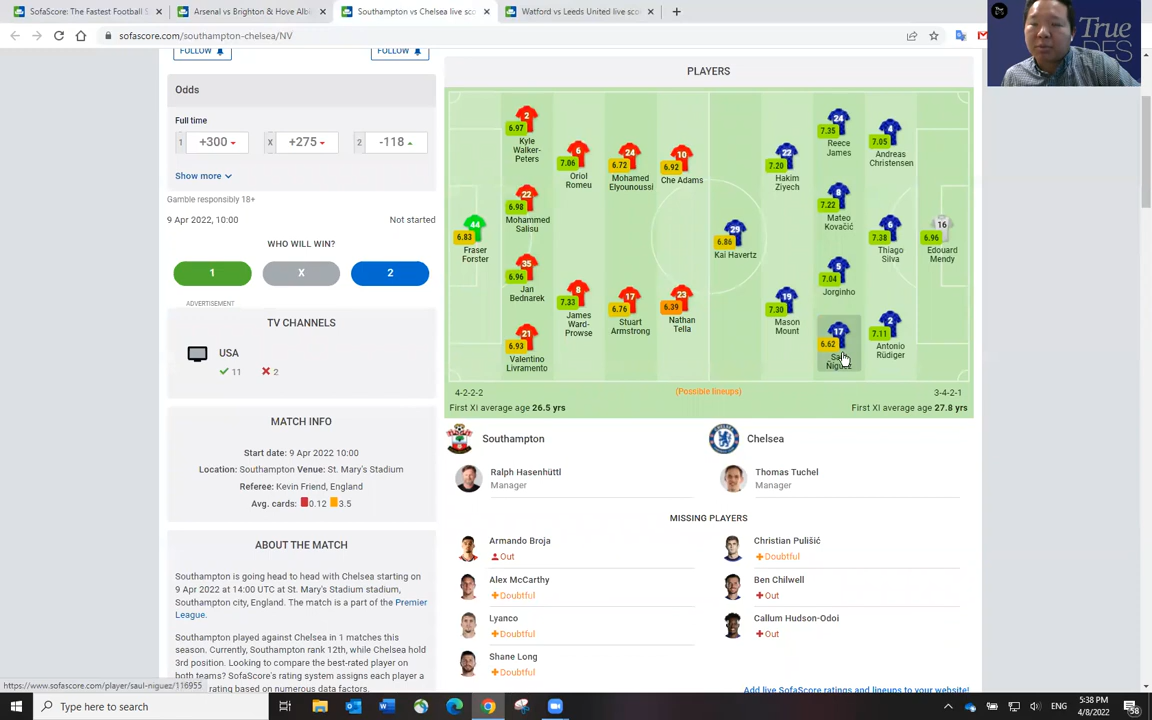 SofaScore: The Fastest Football S
Arsenal vs Brighton & Hove Albi
Southampton vs Chelsea live sco
Watford vs Leeds United live sco
sofascore.com/southampton-chelsea/NV
True
DES
FOLLOW
FOLLOW
Odds
Full time
1 +300
X +275
2 -118
Show more
Gamble responsibly 18+
9 Apr 2022, 10:00
Not started
WHO WILL WIN?
1
X
2
ADVERTISEMENT
TV CHANNELS
USA
11
2
MATCH INFO
Start date: 9 Apr 2022 10:00
Location: Southampton Venue: St. Mary's Stadium
Referee: Kevin Friend, England
Avg. cards: 0.12 3.5
ABOUT THE MATCH
Southampton is going head to head with Chelsea starting on
9 Apr 2022 at 14:00 UTC at St. Mary's Stadium stadium,
Southampton city, England. The match is a part of the Premier
League.
Southampton played against Chelsea in 1 matches this
season. Currently, Southampton rank 12th, while Chelsea hold
3rd position. Looking to compare the best-rated player on
both teams? SofaScore's rating system assigns each player a
rating based on numerous data factors.
https://www.sofascore.com/player/saul-niguez/116955
PLAYERS
44
6.83
Fraser
Forster
2
6.97
Kyle
Walker-
Peters
22
6.98
Mohammed
Salisu
35
6.96
Jan
Bednarek
21
6.93
Valentino
Livramento
6
7.06
Oriol
Romeu
8
7.33
James
Ward-
Prowse
24
6.72
Mohamed
Elyounoussi
17
6.76
Stuart
Armstrong
10
6.92
Che Adams
23
6.39
Nathan
Tella
29
6.86
Kai Havertz
22
7.20
Hakim
Ziyech
19
7.30
Mason
Mount
24
7.35
Reece
James
8
7.22
Mateo
Kovačić
5
7.04
Jorginho
17
6.62
Saúl
Ñiguez
4
7.05
Andreas
Christensen
6
7.38
Thiago
Silva
2
7.11
Antonio
Rüdiger
16
6.96
Edouard
Mendy
4-2-2-2
(Possible lineups)
3-4-2-1
First XI average age 26.5 yrs
First XI average age 27.8 yrs
Southampton
Chelsea
Ralph Hasenhüttl
Manager
Thomas Tuchel
Manager
MISSING PLAYERS
Armando Broja
Out
Christian Pulišić
Doubtful
Alex McCarthy
Doubtful
Ben Chilwell
Out
Lyanco
Doubtful
Callum Hudson-Odoi
Out
Shane Long
Doubtful
Add live SofaScore ratings and lineups to your website!
Type here to search
ENG
5:38 PM
4/8/2022
58